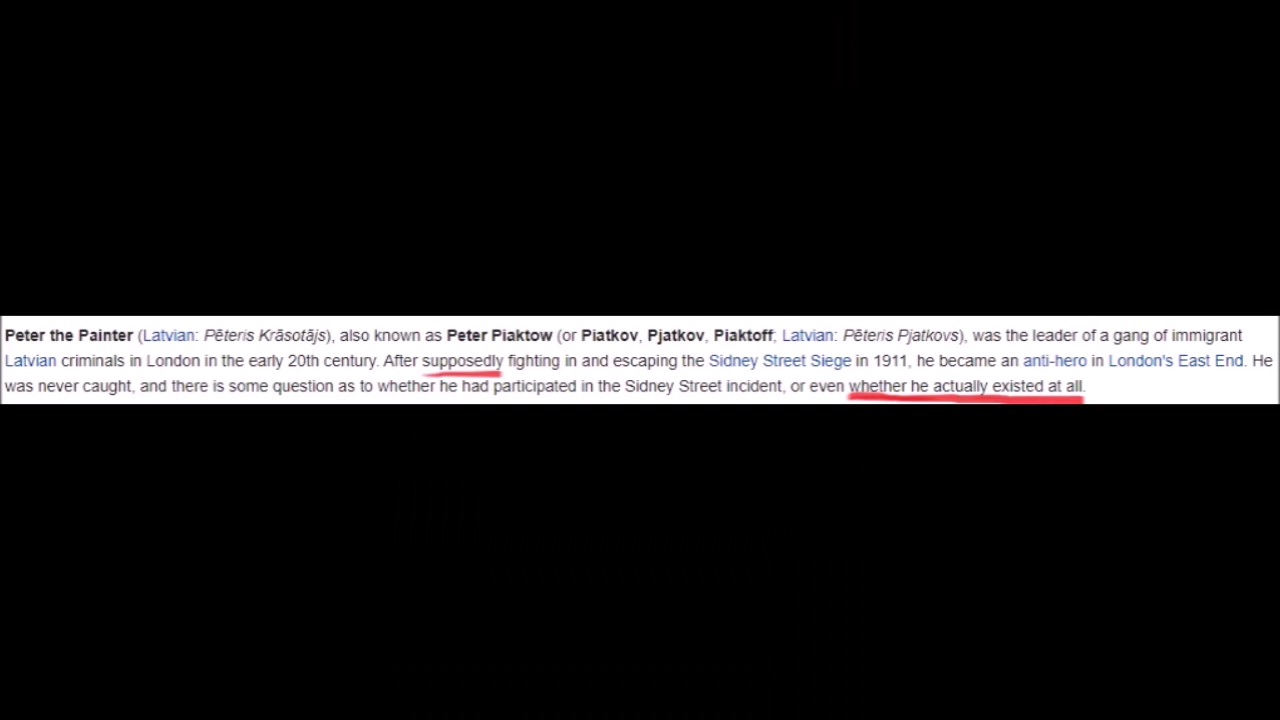 Peter the Painter (Latvian: Pēteris Krāsotājs), also known as Peter Piaktow (or Piatkov, Pjatkov, Piaktoff; Latvian: Pēteris Pjatkovs), was the leader of a gang of immigrant
Latvian criminals in London in the early 20th century. After supposedly fighting in and escaping the Sidney Street Siege in 1911, he became an anti-hero in London's East End. He
was never caught, and there is some question as to whether he had participated in the Sidney Street incident, or even whether he actually existed at all.